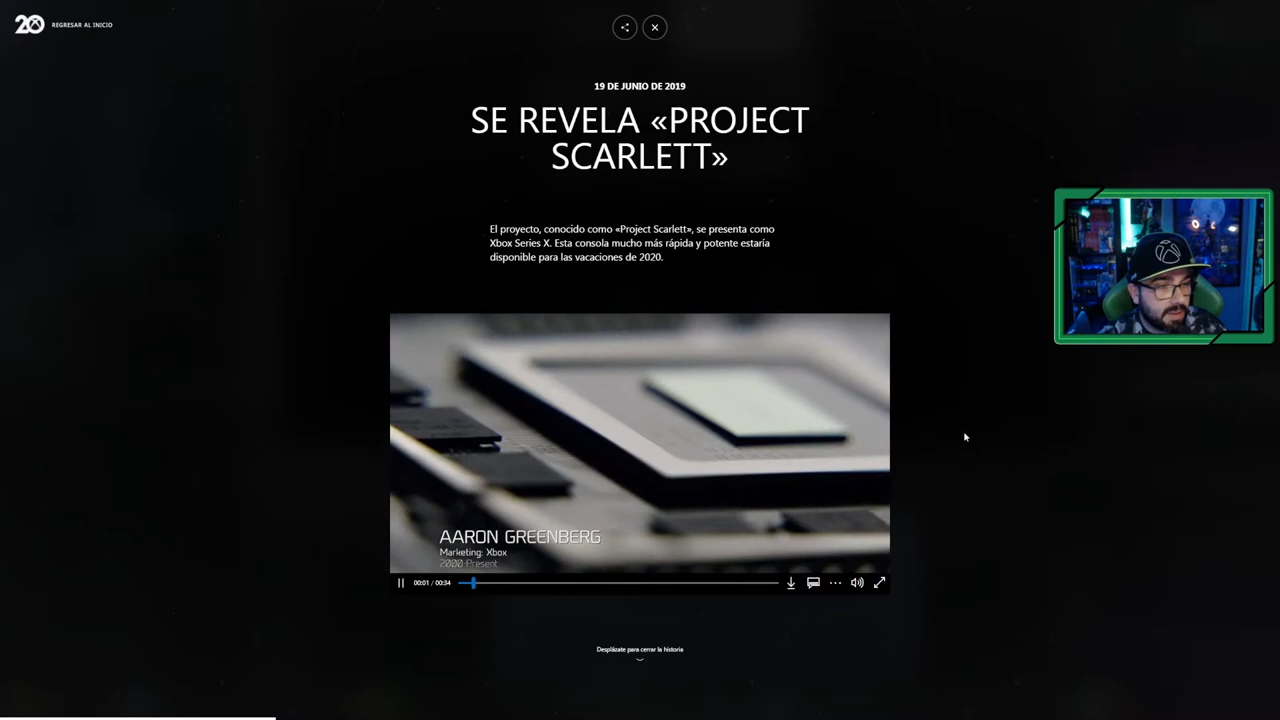 20 REGRESAR AL INICIO
19 DE JUNIO DE 2019
SE REVELA «PROJECT
SCARLETT»
El proyecto, conocido como «Project Scarlett», se presenta como
Xbox Series X. Esta consola mucho más rápida y potente estaría
disponible para las vacaciones de 2020.
AARON GREENBERG
Marketing: Xbox
2000-Present
00:01 / 00:34
Desplázate para cerrar la historia